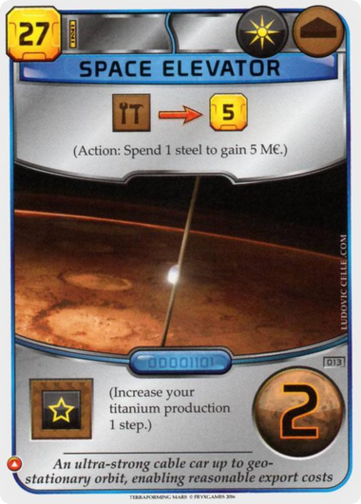 27
SPACE ELEVATOR
5
(Action: Spend 1 steel to gain 5 M€.)
LUDOVIC CELLE .COM
00001101
013
(Increase your
titanium production
1 step.)
2
An ultra-strong cable car up to geo-
stationary orbit, enabling reasonable export costs
TERRAFORMING MARS © FRYXGAMES 2016